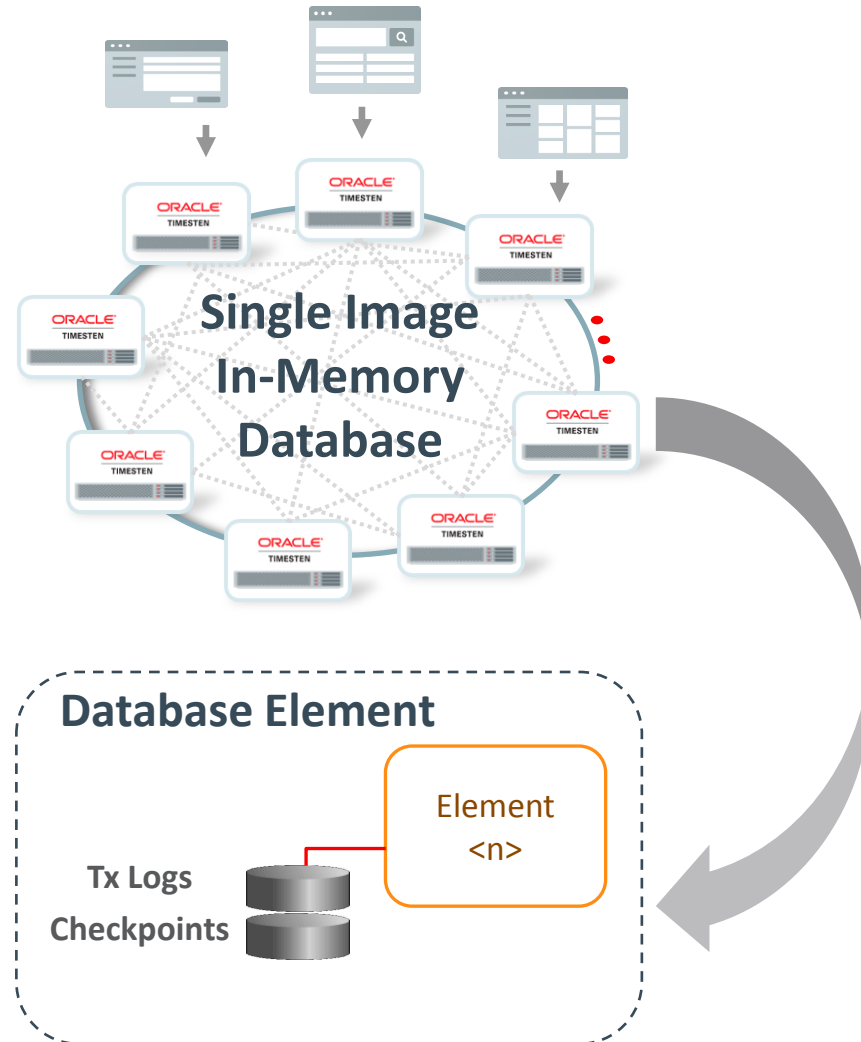 ORACLE
TIMESTEN
ORACLE
TIMESTEN
ORACLE
TIMESTEN
ORACLE
TIMESTEN
Single Image
In-Memory
Database
ORACLE
TIMESTEN
ORACLE
TIMESTEN
ORACLE
TIMESTEN
ORACLE
TIMESTEN
Database Element
Element
<n>
Tx Logs
Checkpoints